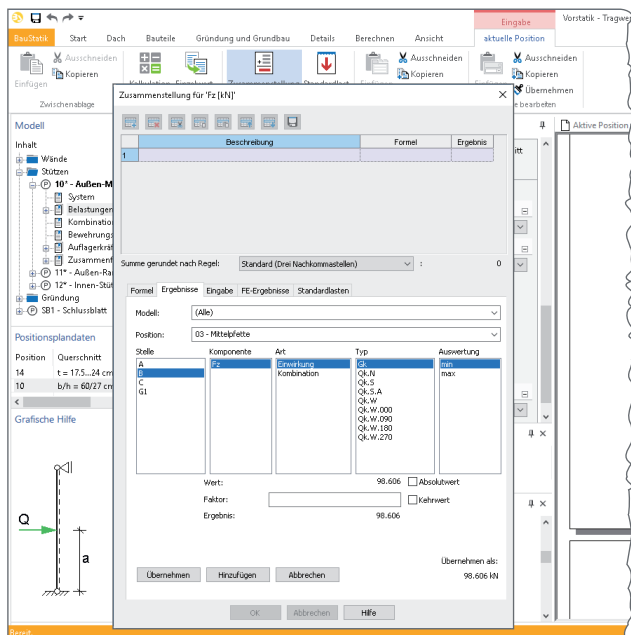 Eingabe
Vorstatik - Tragwe
BauStatik Start Dach Bauteile Gründung und Grundbau Details Berechnen Ansicht aktuelle Position
Einfügen
Ausschneiden
Kopieren
Zwischenablage
Ausschneiden
Kopieren
Ausschneiden
Kopieren
Übernehmen
e bearbeiten
Modell
Inhalt
Wände
Stützen
10* - Außen-M
System
Belastungen
Kombinatio
Bewehrungs
Auflagerkräf
Zusammenf
11* - Außen-Ra
12* - Innen-Stüt
Gründung
SB1 - Schlussblatt
Positionsplandaten
Position Querschnitt
14 t = 17.5...24 cm
10 b/h = 60/27 cm
Grafische Hilfe
Q
a
Bereit
Zusammenstellung für 'Fz [kN]'
Beschreibung Formel Ergebnis
1
Summe gerundet nach Regel: Standard (Drei Nachkommastellen) : 0
Formel Ergebnisse Eingabe FE-Ergebnisse Standardlasten
Modell: (Alle)
Position: 03 - Mittelpfette
Stelle Komponente Art Typ Auswertung
A Fz Einwirkung Gk min
B Kombination Qk.N max
C Qk.S
G1 Qk.S.A
Qk.W
Qk.W.000
Qk.W.090
Qk.W.180
Qk.W.270
Wert: 98.606 Absolutwert
Faktor: Kehrwert
Ergebnis: 98.606
Übernehmen als:
Übernehmen Hinzufügen Abbrechen 98.606 kN
OK Abbrechen Hilfe
Aktive Position
itt